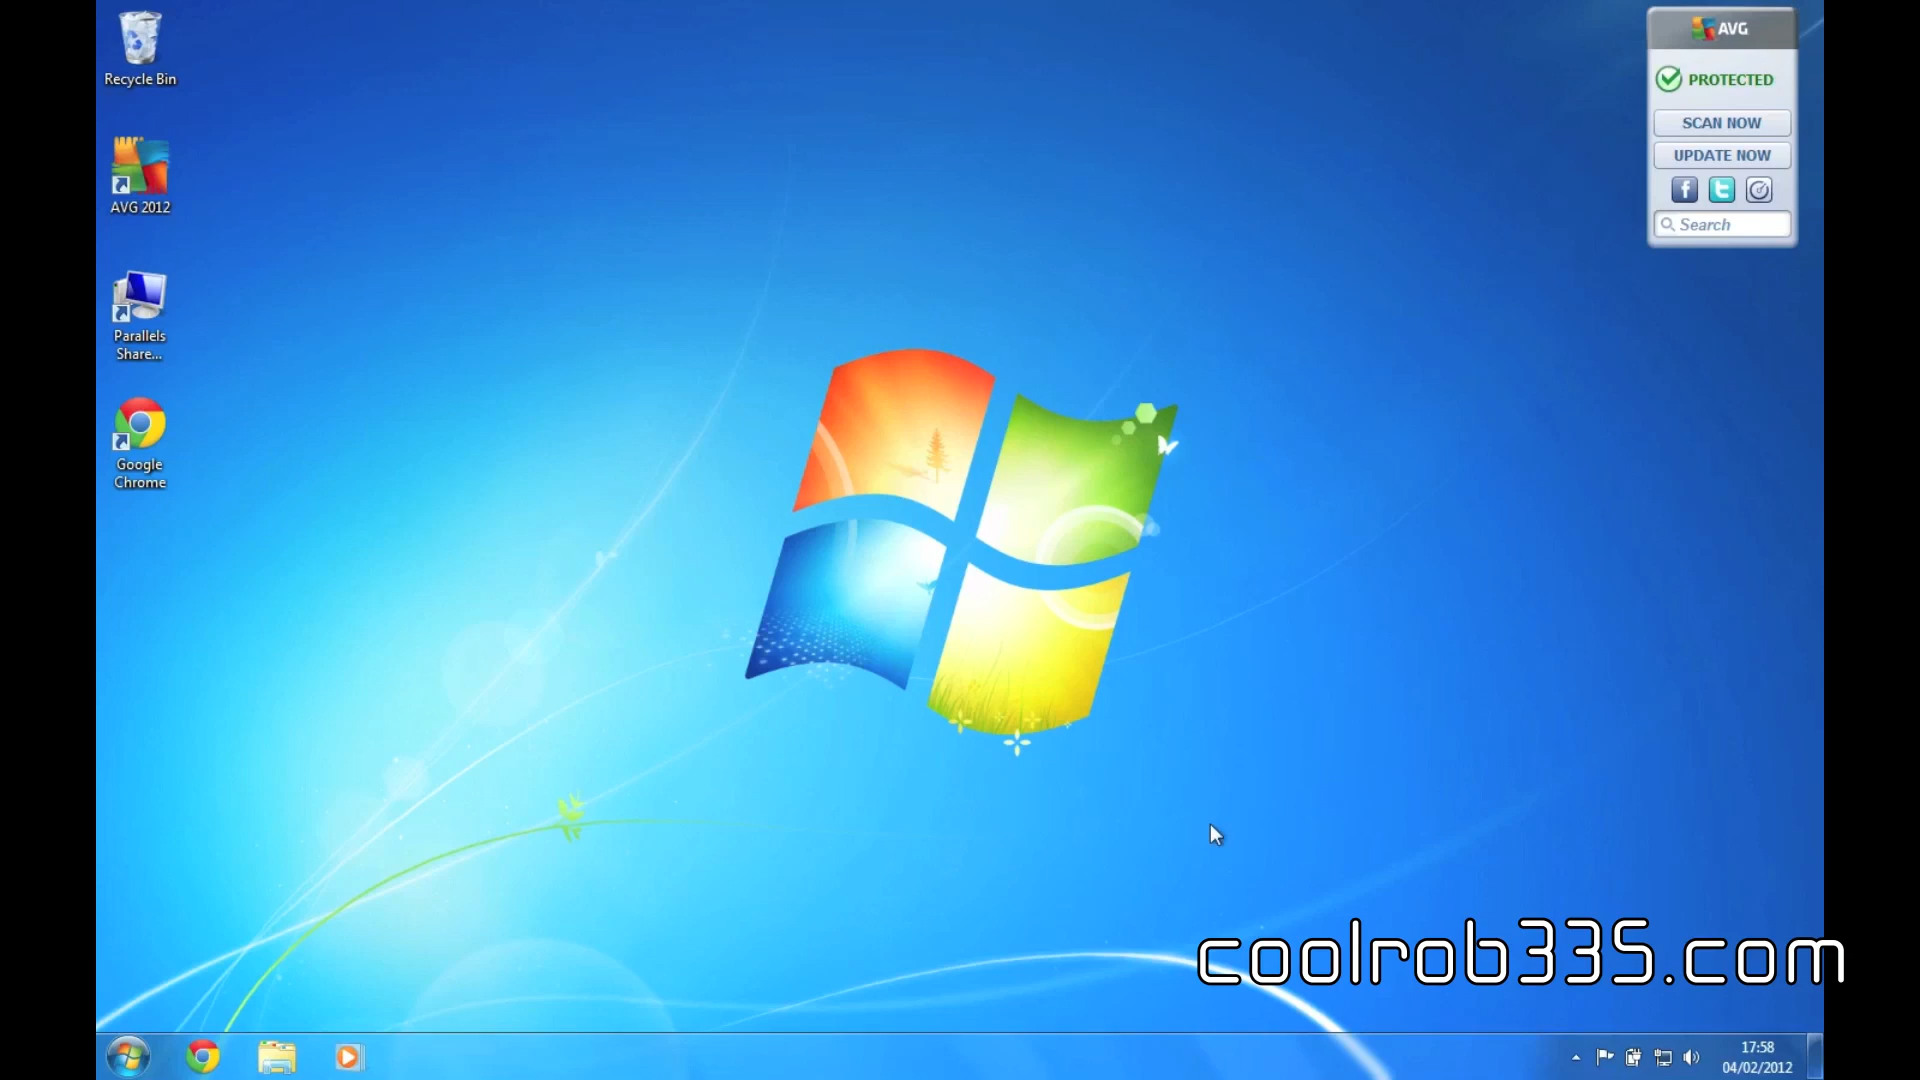 Recycle Bin
AVG 2012
Parallels
Share...
Google
Chrome
AVG
PROTECTED
SCAN NOW
UPDATE NOW
Search
coolrob335.com
17:58
04/02/2012